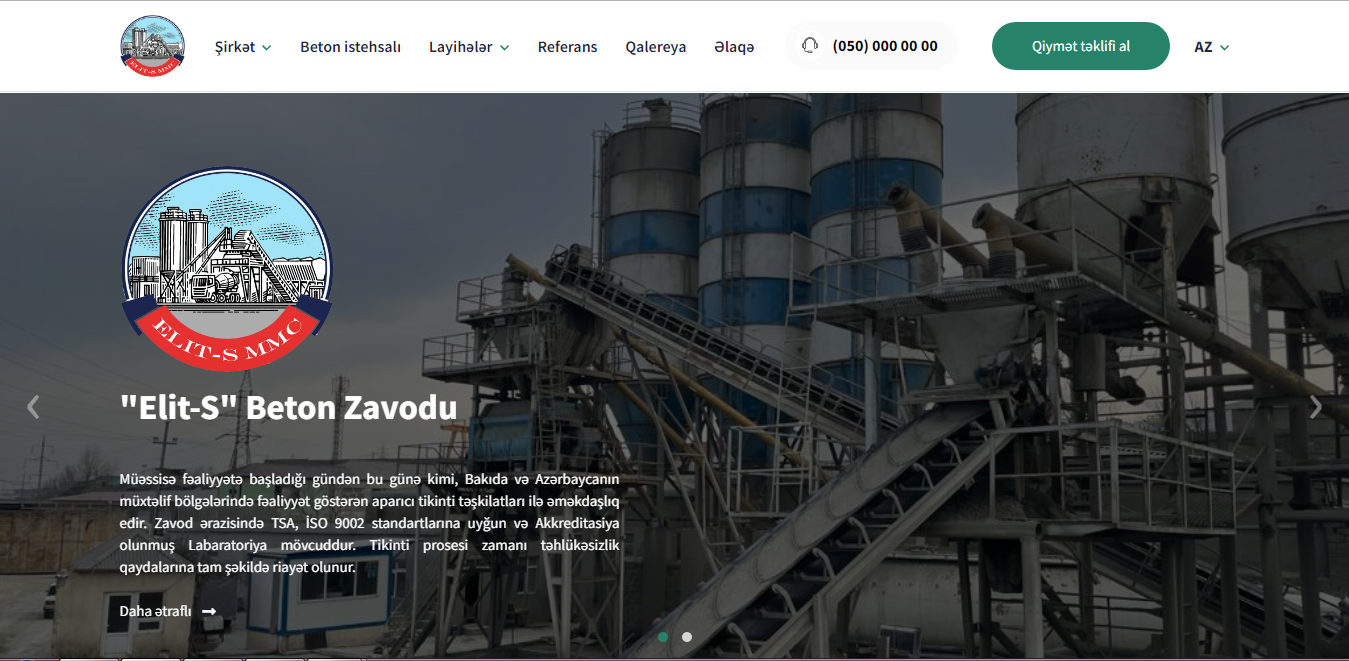 ELIT-S MMC
Şirkət
Beton istehsalı
Layihələr
Referans
Qalereya
Əlaqə
(050) 000 00 00
Qiymət təklifi al
AZ
ELIT-S MMC
"Elit-S" Beton Zavodu
Müəssisə fəaliyyətə başladığı gündən bu günə kimi, Bakıda və Azərbaycanın
müxtəlif bölgələrində fəaliyyət göstərən aparıcı tikinti təşkilatları ilə əməkdaşlıq
edir. Zavod ərazisində TSA, İSO 9002 standartlarına uyğun və Akkreditasiya
olunmuş Labaratoriya mövcuddur. Tikinti prosesi zamanı təhlükəsizlik
qaydalarına tam şəkildə riayət olunur.
Daha ətraflı